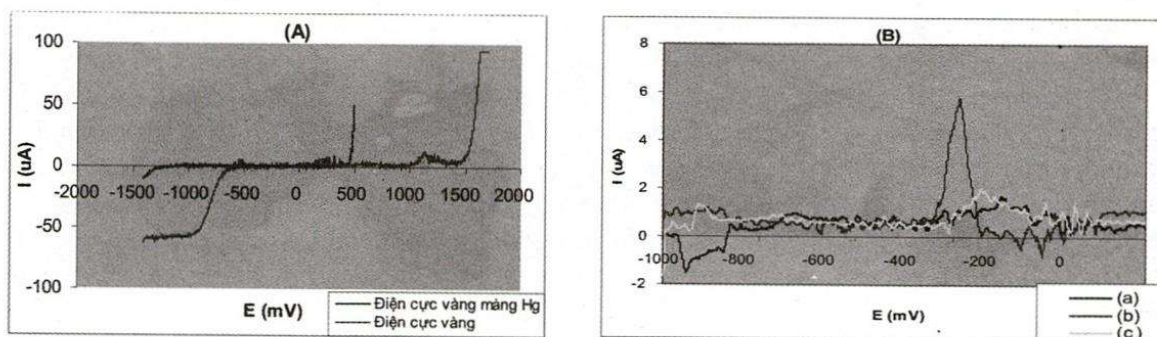 (A)
100
50
0
-50
-100
I (uA)
-2000 -1500 -1000 -500 0 500 1000 1500 2000
E (mV)
Điện cực vàng màng Hg
Điện cực vàng
(B)
8
6
4
2
0
-2
I (uA)
-1000 -800 -600 -400 -200 0
E (mV)
(a)
(b)
(c)